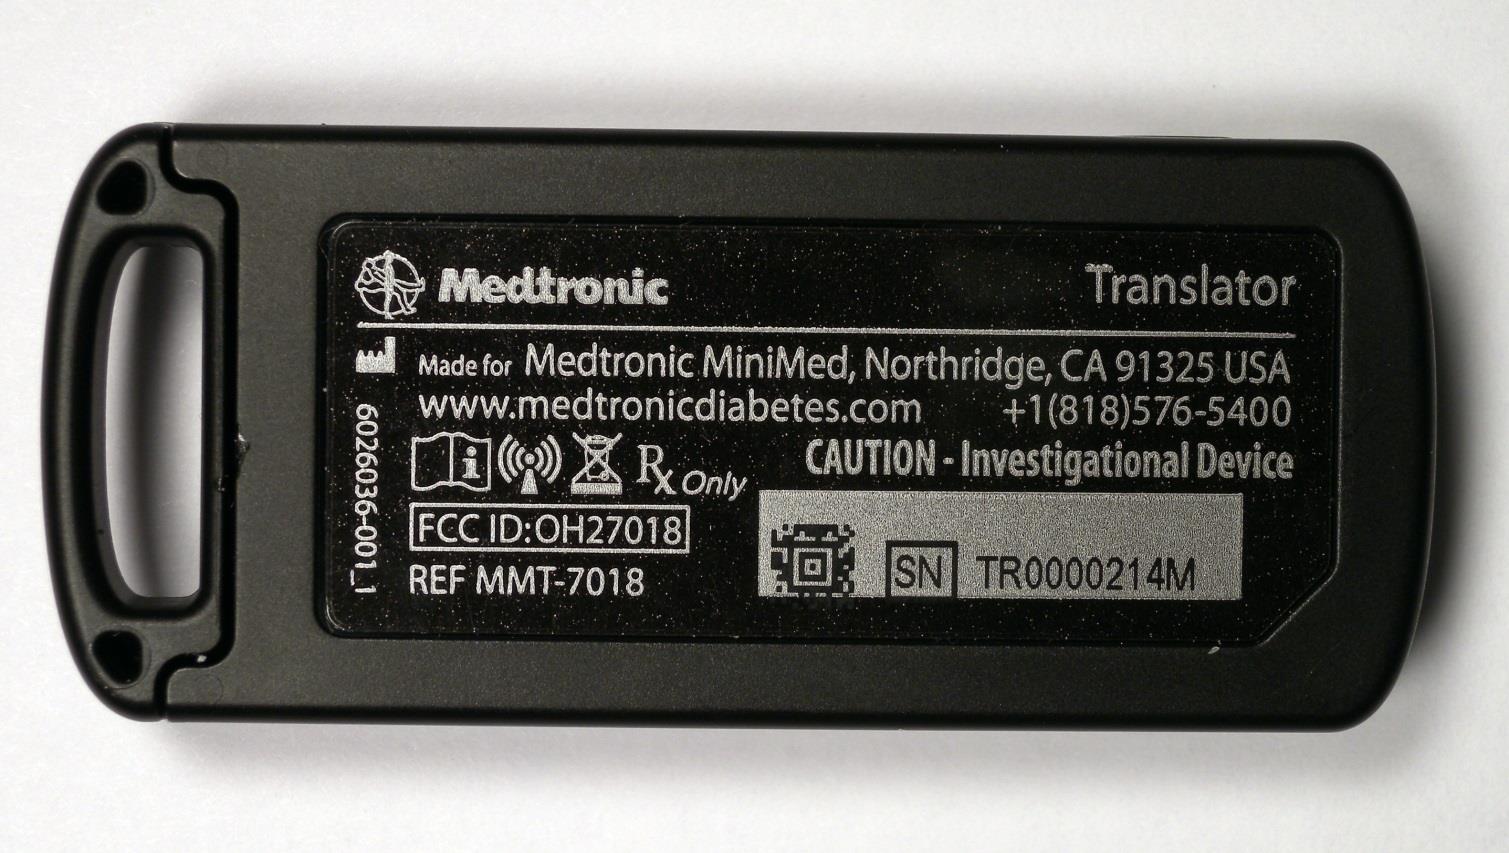 Medtronic Translator
Made for Medtronic MiniMed, Northridge, CA 91325 USA
www.medtronicdiabetes.com +1(818)576-5400
Rx Only CAUTION - Investigational Device
FCC ID:OH27018
SN TR0000214M
REF MMT-7018
6026036-001_1